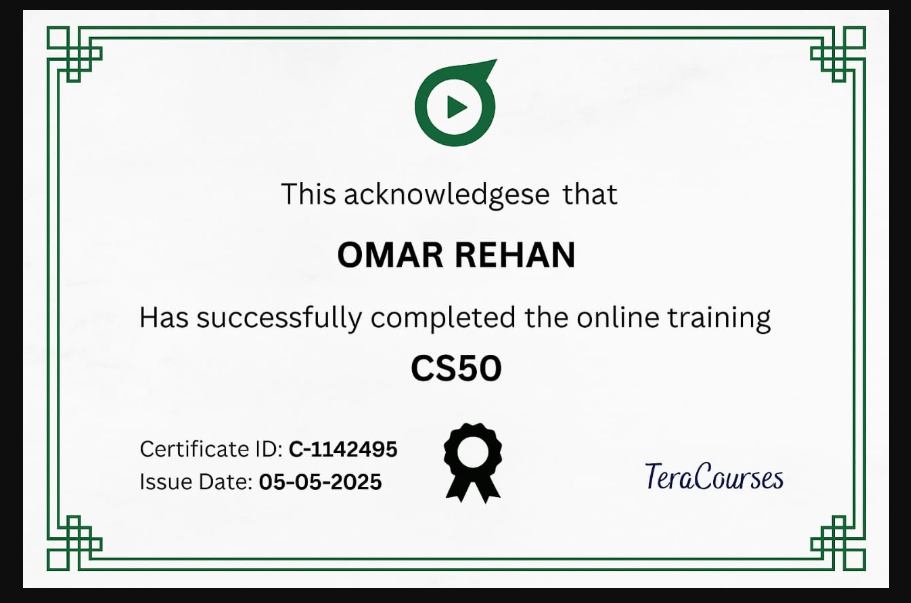 This acknowledgese that
OMAR REHAN
Has successfully completed the online training
CS50
Certificate ID: C-1142495
Issue Date: 05-05-2025
TeraCourses